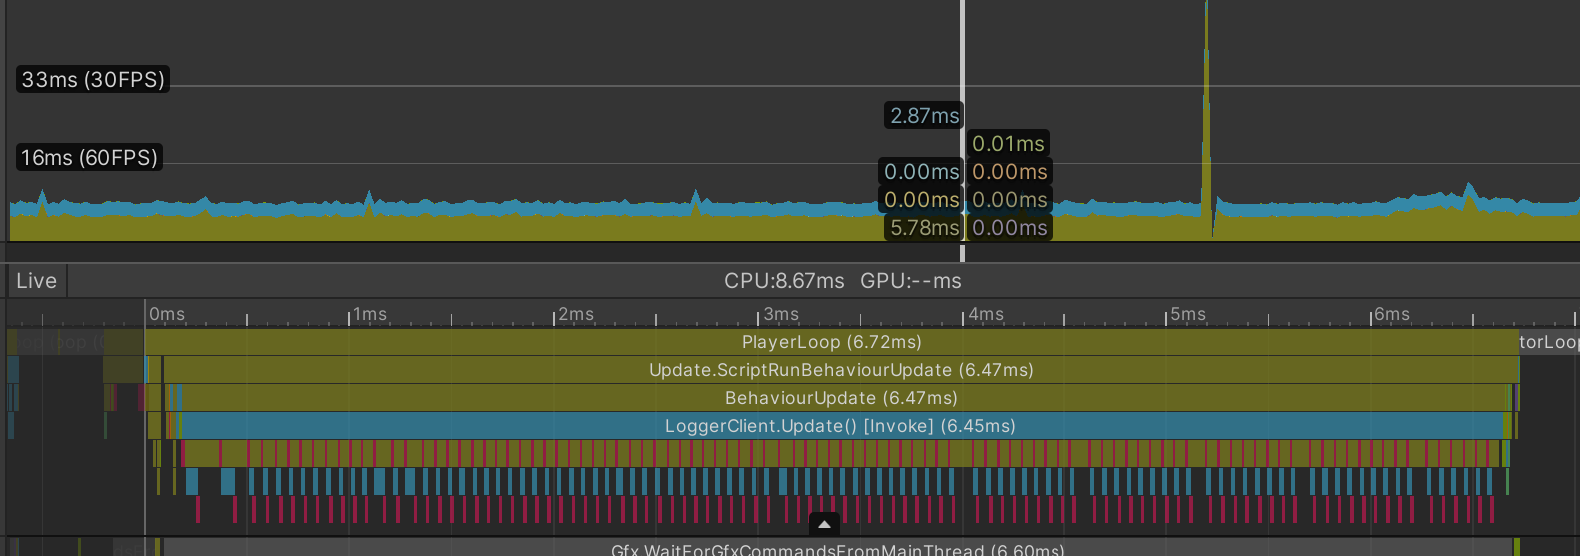 33ms (30FPS)
2.87ms
0.01ms
16ms (60FPS)
0.00ms 0.00ms
0.00ms 0.00ms
5.78ms 0.00ms
Live CPU:8.67ms GPU:--ms
0ms 1ms 2ms 3ms 4ms 5ms 6ms
PlayerLoop (6.72ms) torLoop
Update.ScriptRunBehaviourUpdate (6.47ms)
BehaviourUpdate (6.47ms)
LoggerClient.Update() [Invoke] (6.45ms)
Gfx.WaitForGfxCommandsFromMainThread (6.60ms)